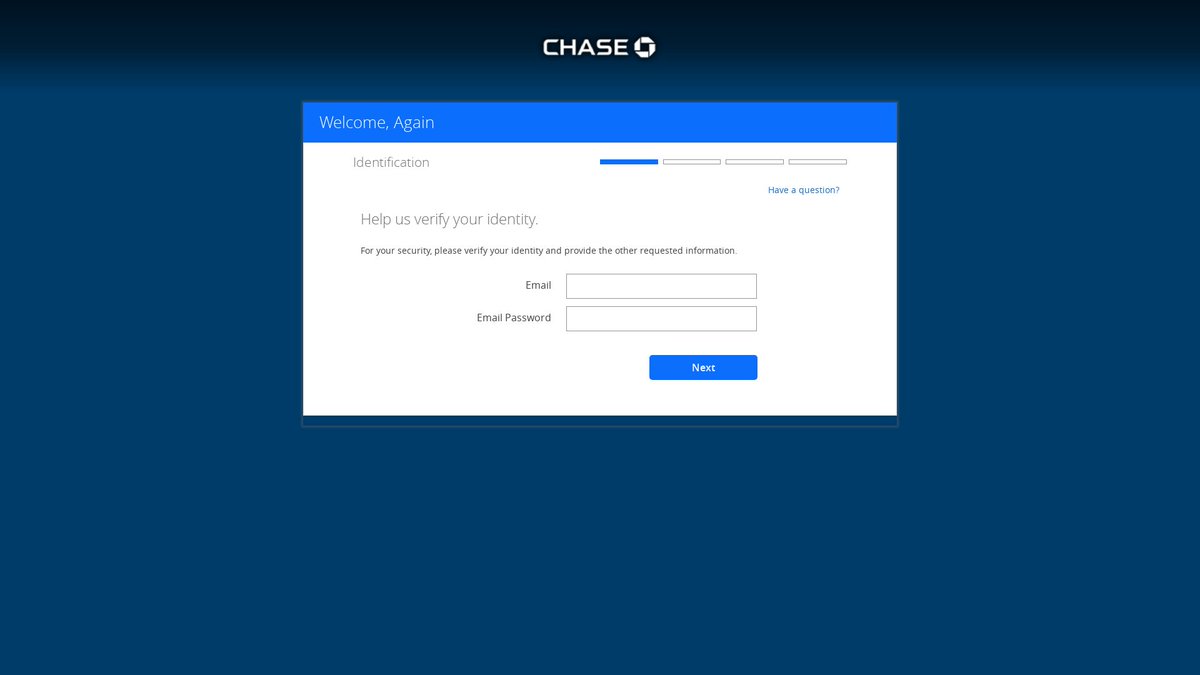 CHASE
Welcome, Again
Identification
Have a question?
Help us verify your identity.
For your security, please verify your identity and provide the other requested information.
Email
Email Password
Next